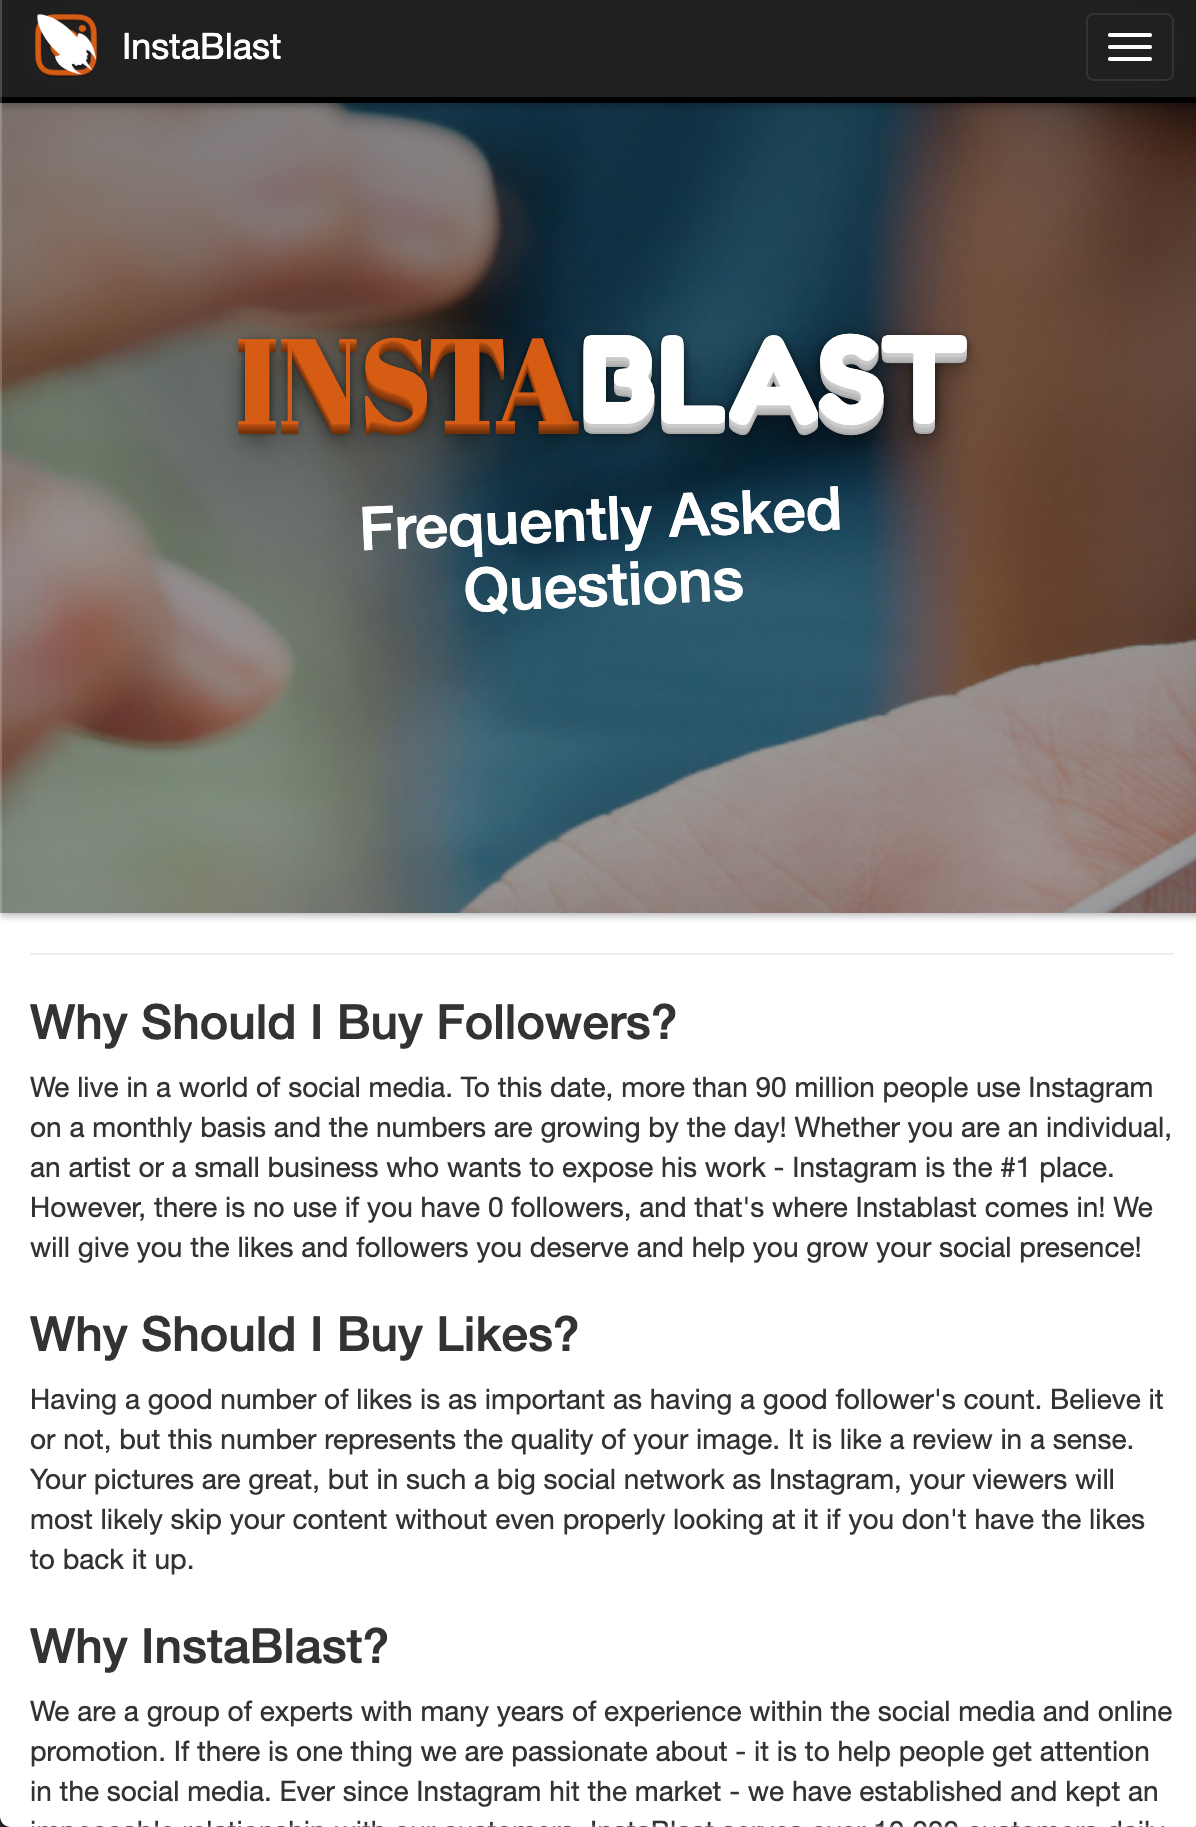 InstaBlast
INSTABLAST
Frequently Asked
Questions
Why Should I Buy Followers?
We live in a world of social media. To this date, more than 90 million people use Instagram
on a monthly basis and the numbers are growing by the day! Whether you are an individual,
an artist or a small business who wants to expose his work - Instagram is the #1 place.
However, there is no use if you have 0 followers, and that's where Instablast comes in! We
will give you the likes and followers you deserve and help you grow your social presence!
Why Should I Buy Likes?
Having a good number of likes is as important as having a good follower's count. Believe it
or not, but this number represents the quality of your image. It is like a review in a sense.
Your pictures are great, but in such a big social network as Instagram, your viewers will
most likely skip your content without even properly looking at it if you don't have the likes
to back it up.
Why InstaBlast?
We are a group of experts with many years of experience within the social media and online
promotion. If there is one thing we are passionate about - it is to help people get attention
in the social media. Ever since Instagram hit the market - we have established and kept an
relationship with our customers. InstaBlast serves over 10,000 customers daily